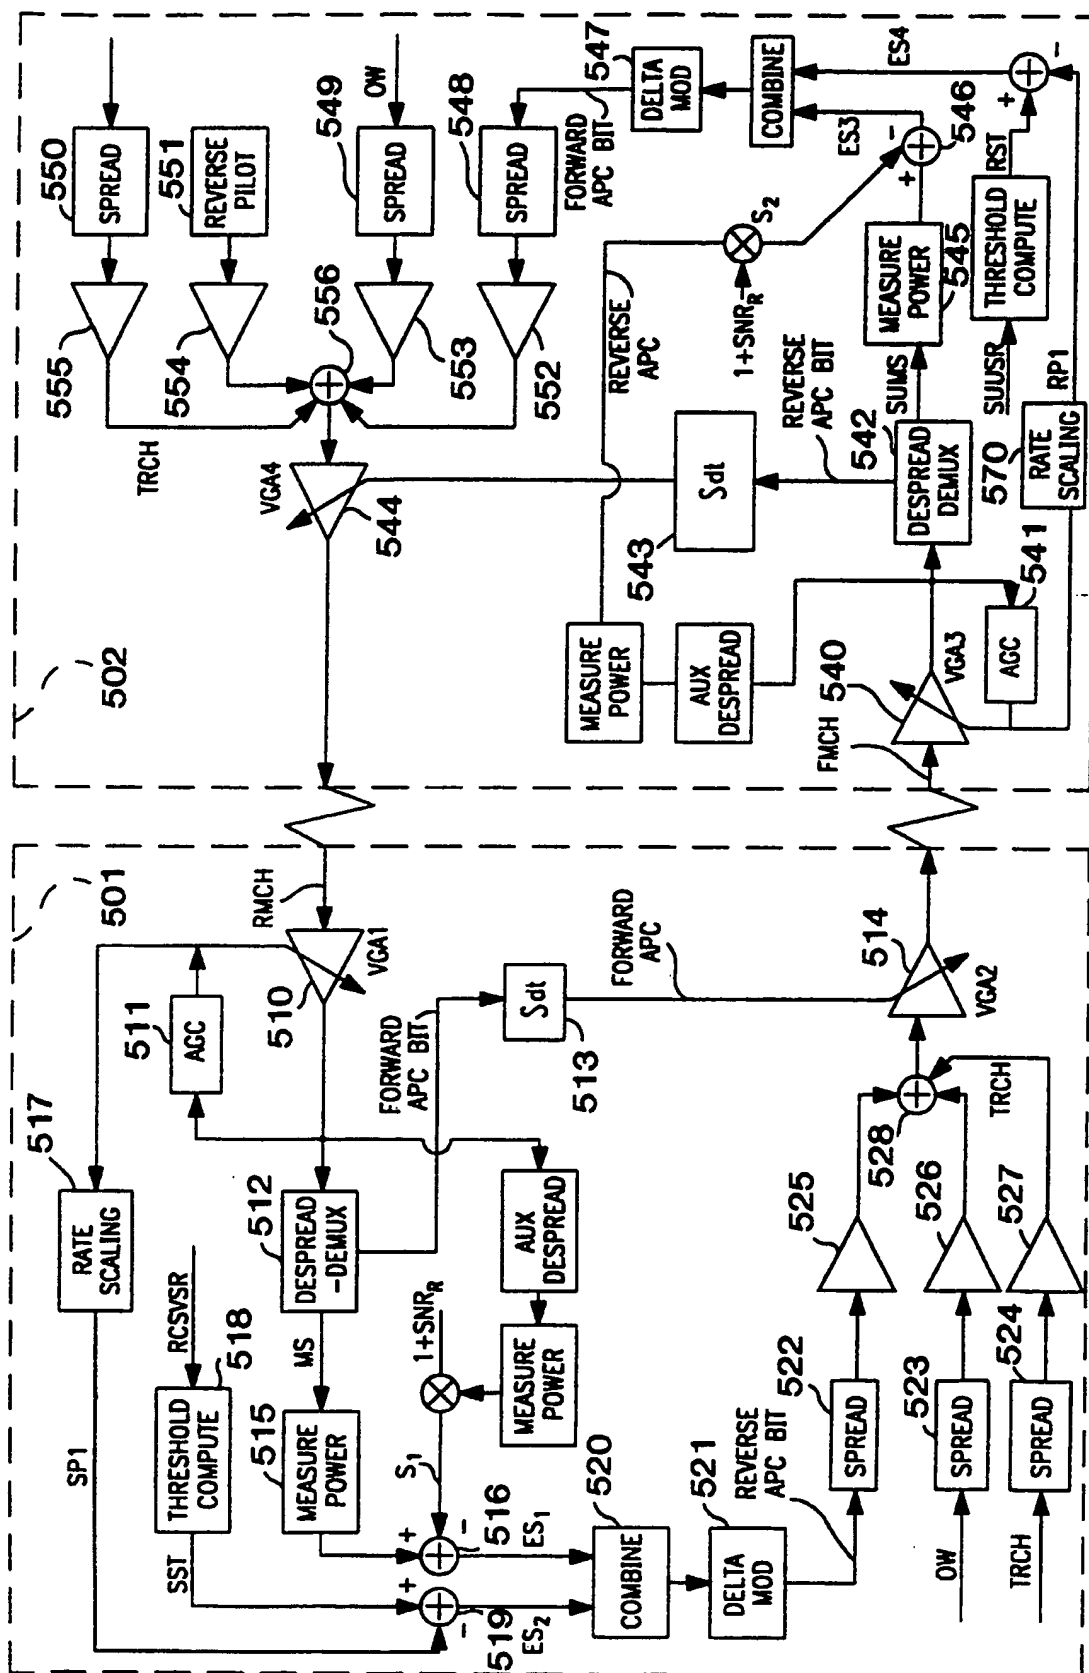 501
RMCH
VGA1
510
511
AGC
517
RATE
SCALING
SP1
RCSVSR
518
THRESHOLD
COMPUTE
SST
512
DESPREAD
-DEMUX
MS
515
MEASURE
POWER
FORWARD
APC BIT
Sdt
513
FORWARD
APC
AUX
DESPREAD
MEASURE
POWER
1+SNRR
S1
+
-
516
ES1
+
-
519
ES2
520
COMBINE
521
DELTA
MOD
REVERSE
APC BIT
522
SPREAD
525
OW
523
SPREAD
526
TRCH
524
SPREAD
527
TRCH
528
514
VGA2
502
550
SPREAD
555
TRCH
551
REVERSE
PILOT
554
556
OW
549
SPREAD
553
548
SPREAD
552
FORWARD
APC BIT
547
DELTA
MOD
COMBINE
VGA4
544
Sdt
543
REVERSE
APC
REVERSE
APC BIT
MEASURE
POWER
AUX
DESPREAD
1+SNRR
S2
FMCH
540
VGA3
AGC
541
542
DESPREAD
DEMUX
SUMS
MEASURE
POWER
545
+
-
546
ES3
ES4
SUUSR
THRESHOLD
COMPUTE
RST
+
-
570
RATE
SCALING
RP1